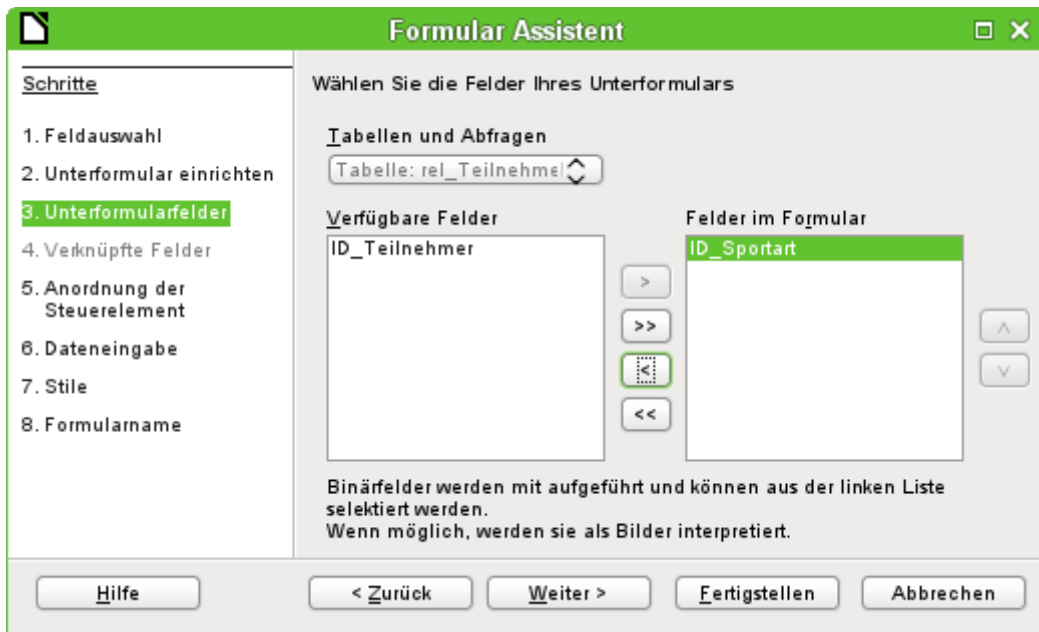 Formular Assistent
Schritte
1. Feldauswahl
2. Unterformular einrichten
3. Unterformularfelder
4. Verknüpfte Felder
5. Anordnung der
Steuerelement
6. Dateneingabe
7. Stile
8. Formularname
Wählen Sie die Felder Ihres Unterformulars
Tabellen und Abfragen
Tabelle: rel_Teilnehme
Verfügbare Felder
ID_Teilnehmer
>
>>
<
<<
Felder im Formular
ID_Sportart
Binärfelder werden mit aufgeführt und können aus der linken Liste
selektiert werden.
Wenn möglich, werden sie als Bilder interpretiert.
Hilfe
< Zurück
Weiter >
Fertigstellen
Abbrechen